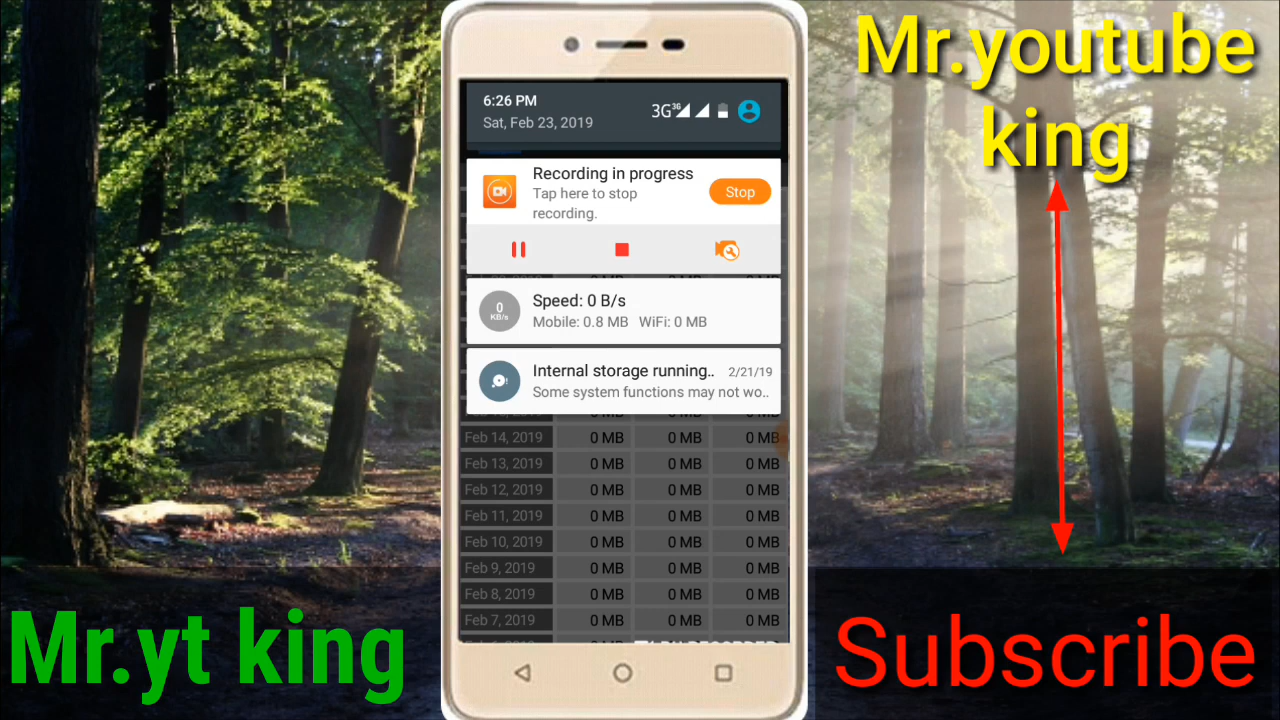 Mr.youtube
king
6:26 PM
3G 3G
Sat, Feb 23, 2019
Recording in progress
Tap here to stop
recording.
Stop
0
KB/s
Speed: 0 B/s
Mobile: 0.8 MB WiFi: 0 MB
Internal storage running..
2/21/19
Some system functions may not wo..
Feb 14, 2019 0 MB 0 MB 0 MB
Feb 13, 2019 0 MB 0 MB 0 MB
Feb 12, 2019 0 MB 0 MB 0 MB
Feb 11, 2019 0 MB 0 MB 0 MB
Feb 10, 2019 0 MB 0 MB 0 MB
Feb 9, 2019 0 MB 0 MB 0 MB
Feb 8, 2019 0 MB 0 MB 0 MB
Feb 7, 2019 0 MB 0 MB 0 MB
Mr.yt king
Subscribe